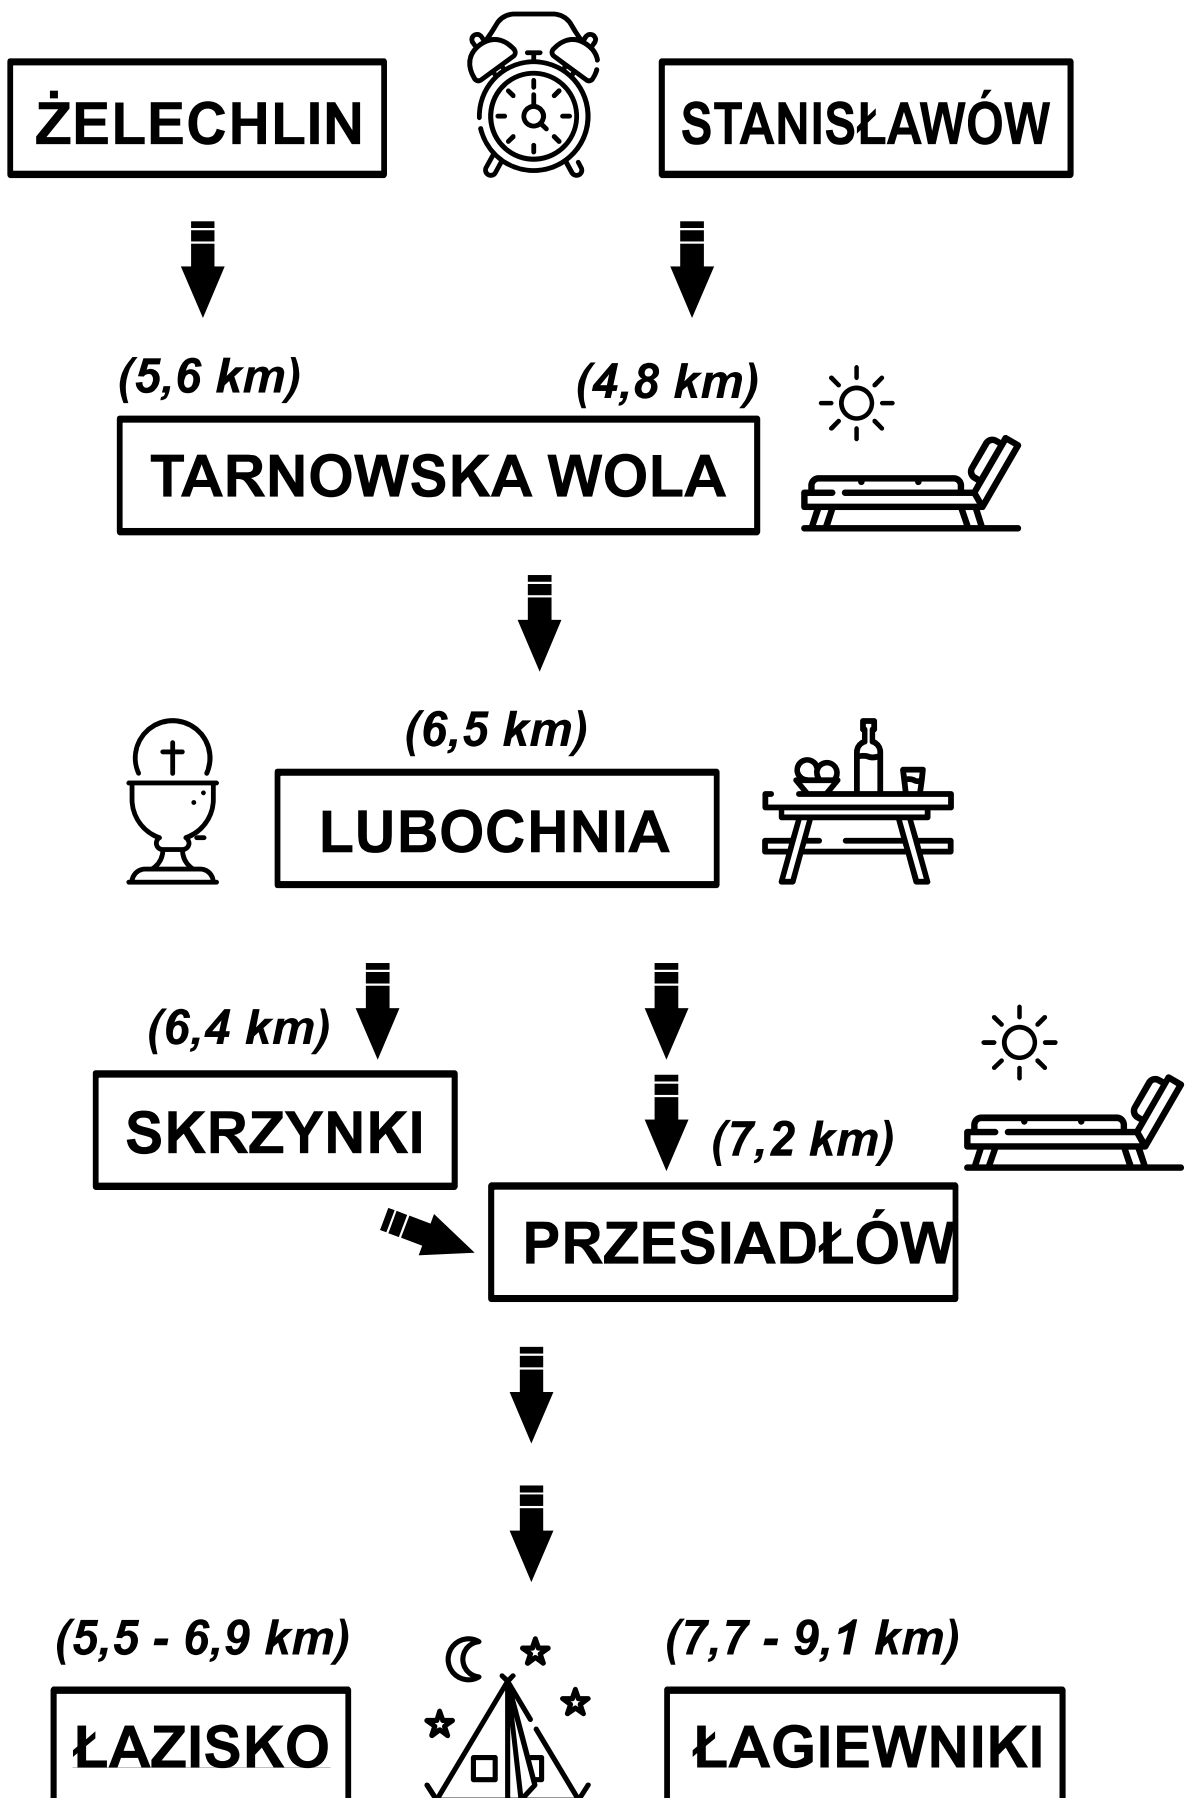 ŻELECHLIN
STANISŁAWÓW
(5,6 km)
(4,8 km)
TARNOWSKA WOLA
(6,5 km)
LUBOCHNIA
(6,4 km)
SKRZYNKI
(7,2 km)
PRZESIADŁÓW
(5,5 - 6,9 km)
(7,7 - 9,1 km)
ŁAZISKO
ŁAGIEWNIKI